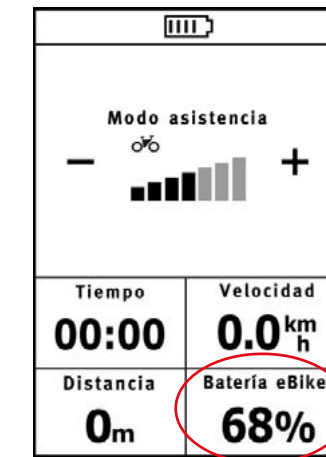 Modo asistencia
− +
Tiempo Velocidad
00:00 0.0 km/h
Distancia Batería eBike
0m 68%